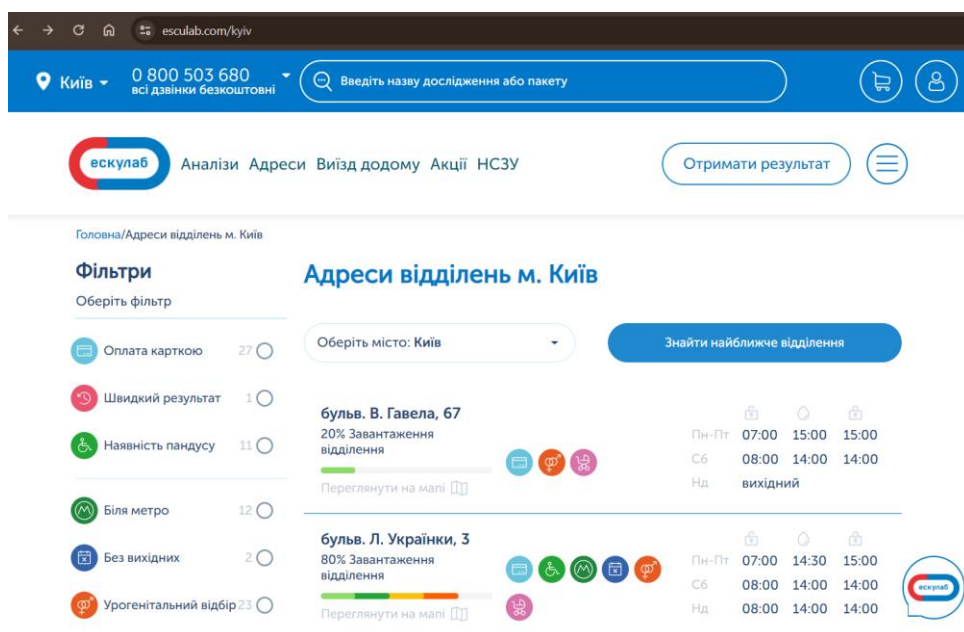 esculab.com/kyiv
Київ
0 800 503 680
всі дзвінки безкоштовні
Введіть назву дослідження або пакету
ескулаб
Аналізи Адреси Виїзд додому Акції НСЗУ
Отримати результат
Головна/Адреси відділень м. Київ
Фільтри
Оберіть фільтр
Оплата карткою 27
Швидкий результат 1
Наявність пандусу 11
Біля метро 12
Без вихідних 2
Урогенітальний відбір 23
Адреси відділень м. Київ
Оберіть місто: Київ
Знайти найближче відділення
бульв. В. Гавела, 67
20% Завантаження
відділення
Переглянути на мапі
Пн-Пт 07:00 15:00 15:00
Сб 08:00 14:00 14:00
Нд вихідний
бульв. Л. Українки, 3
80% Завантаження
відділення
Переглянути на мапі
Пн-Пт 07:00 14:30 15:00
Сб 08:00 14:00 14:00
Нд 08:00 14:00 14:00
ескулаб